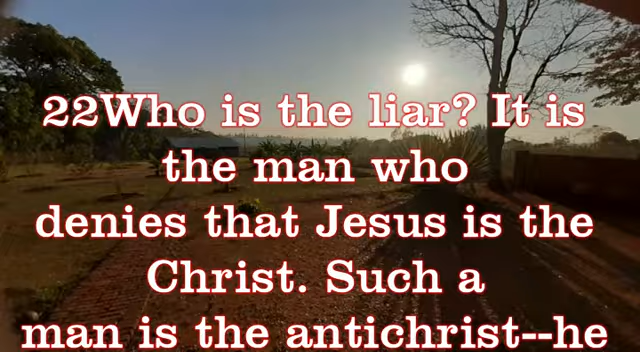 22Who is the liar? It is
the man who
denies that Jesus is the
Christ. Such a
man is the antichrist--he